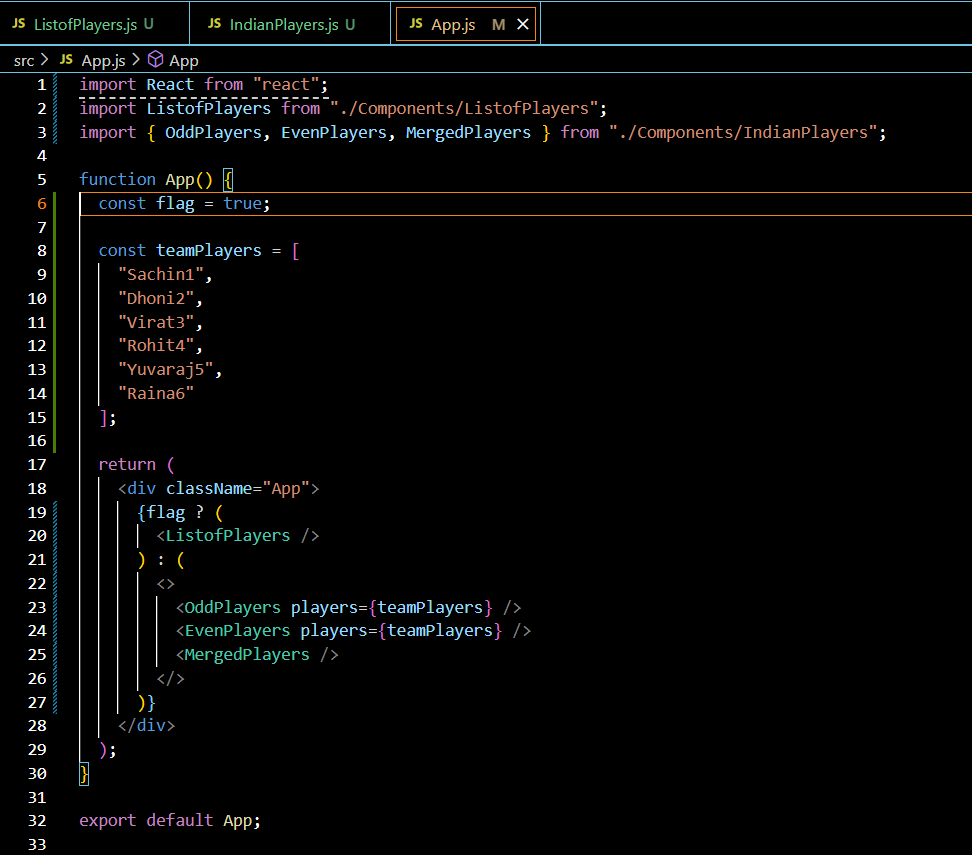 JS ListofPlayers.js U JS IndianPlayers.js U JS App.js M
src > JS App.js > App
1 import React from "react";
2 import ListofPlayers from "./Components/ListofPlayers";
3 import { OddPlayers, EvenPlayers, MergedPlayers } from "./Components/IndianPlayers";
4
5 function App() {
6   const flag = true;
7
8   const teamPlayers = [
9     "Sachin1",
10     "Dhoni2",
11     "Virat3",
12     "Rohit4",
13     "Yuvaraj5",
14     "Raina6"
15   ];
16
17   return (
18     <div className="App">
19       {flag ? (
20         <ListofPlayers />
21       ) : (
22         <>
23           <OddPlayers players={teamPlayers} />
24           <EvenPlayers players={teamPlayers} />
25           <MergedPlayers />
26         </>
27       )}
28     </div>
29   );
30 }
31
32 export default App;
33